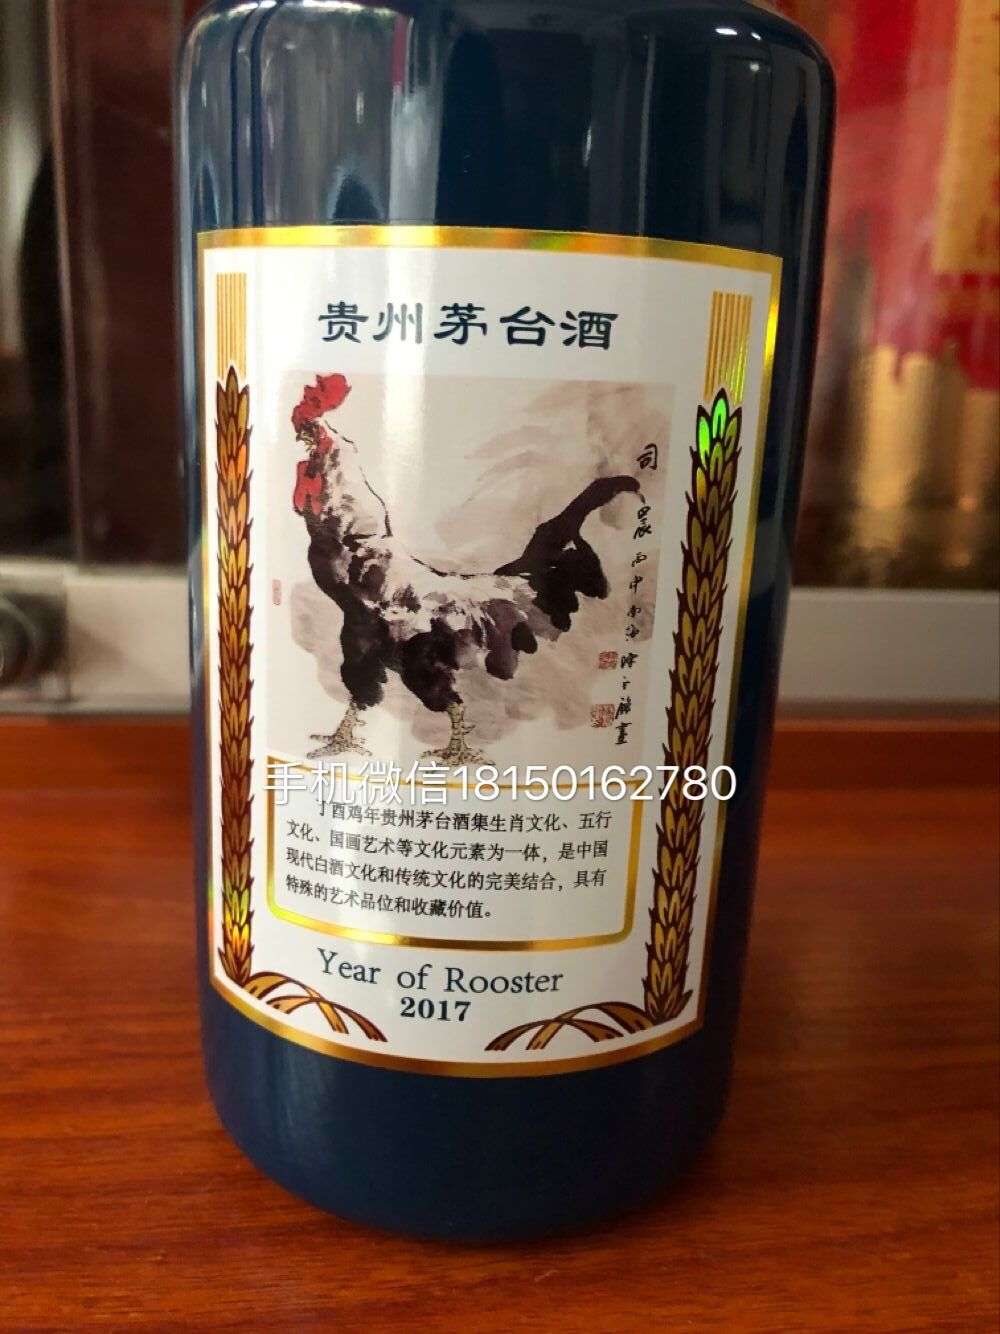 贵州茅台酒
司晨 丙申
手机微信18150162780
丁酉鸡年贵州茅台酒集生肖文化、五行
文化、国画艺术等文化元素为一体，是中国
现代白酒文化和传统文化的完美结合，具有
特殊的艺术品位和收藏价值。
Year of Rooster
2017